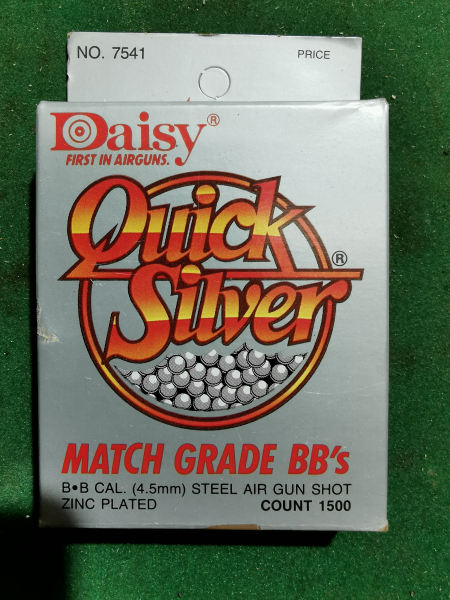 NO. 7541 PRICE
Daisy®
FIRST IN AIRGUNS.
Quick
Silver®
MATCH GRADE BB's
B•B CAL. (4.5mm) STEEL AIR GUN SHOT
ZINC PLATED COUNT 1500